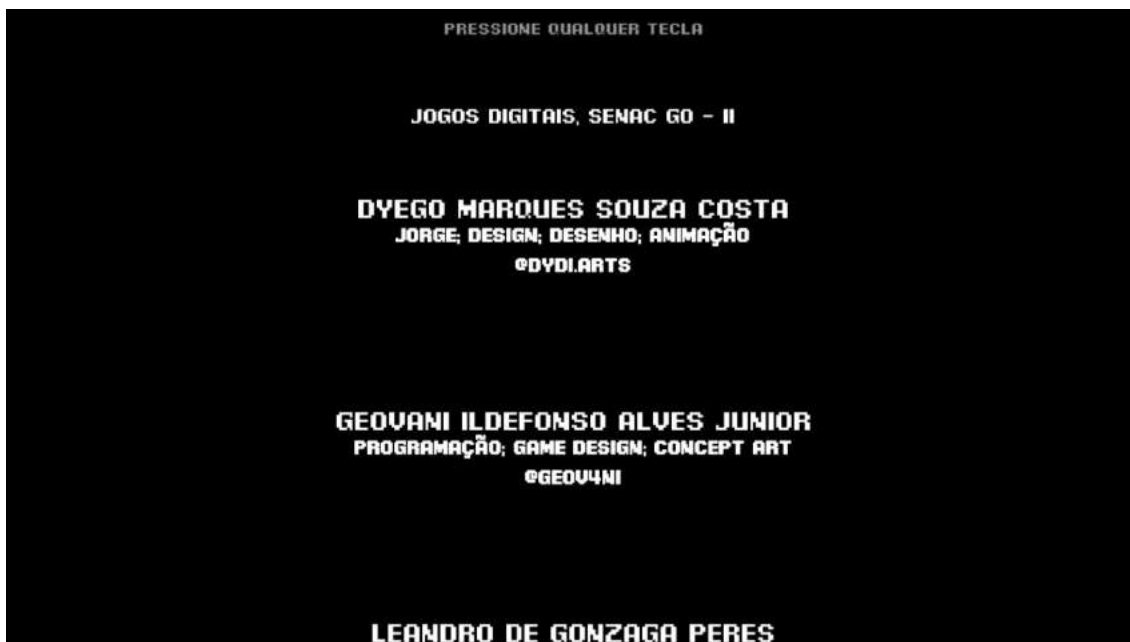 PRESSIONE QUALQUER TECLA
JOGOS DIGITAIS, SENAC GO - II
DYEGO MARQUES SOUZA COSTA
JORGE; DESIGN; DESENHO; ANIMAÇÃO
@DYDI.ARTS
GEOVANI ILDEFONSO ALVES JUNIOR
PROGRAMAÇÃO; GAME DESIGN; CONCEPT ART
@GEOV4NI
LEANDRO DE GONZAGA PERES